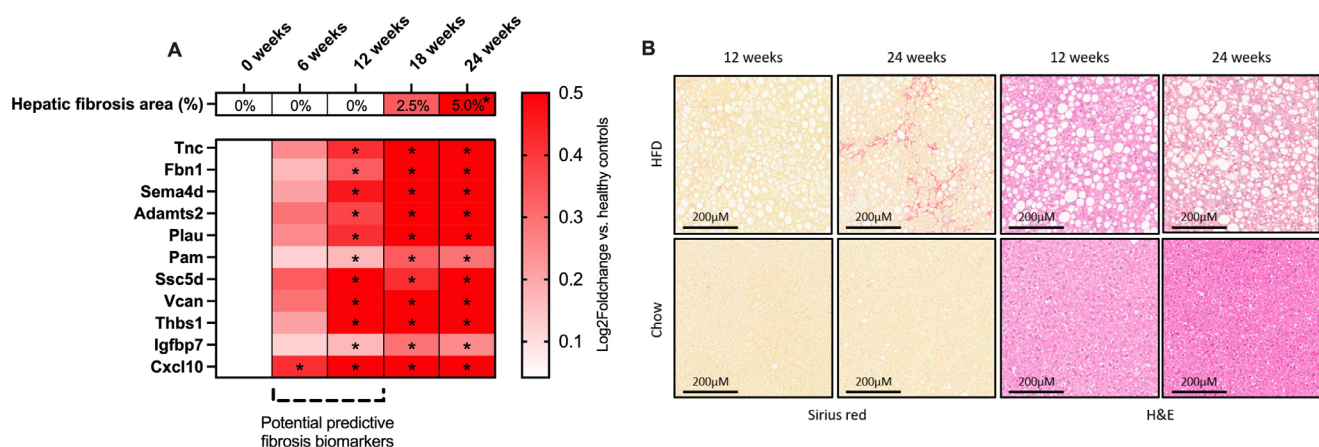 A
0 weeks
6 weeks
12 weeks
18 weeks
24 weeks
Hepatic fibrosis area (%)
0%
0%
0%
2.5%
5.0%*
Tnc * * *
Fbn1 * * *
Sema4d * * *
Adamts2 * * *
Plau * * *
Pam * * *
Ssc5d * * *
Vcan * * *
Thbs1 * * *
Igfbp7 * * *
Cxcl10 * * * *
Potential predictive
fibrosis biomarkers
0.5
0.4
0.3
0.2
0.1
Log2Foldchange vs. healthy controls
B
12 weeks
24 weeks
12 weeks
24 weeks
HFD
200μM
200μM
200μM
200μM
Chow
200μM
200μM
200μM
200μM
Sirius red
H&E